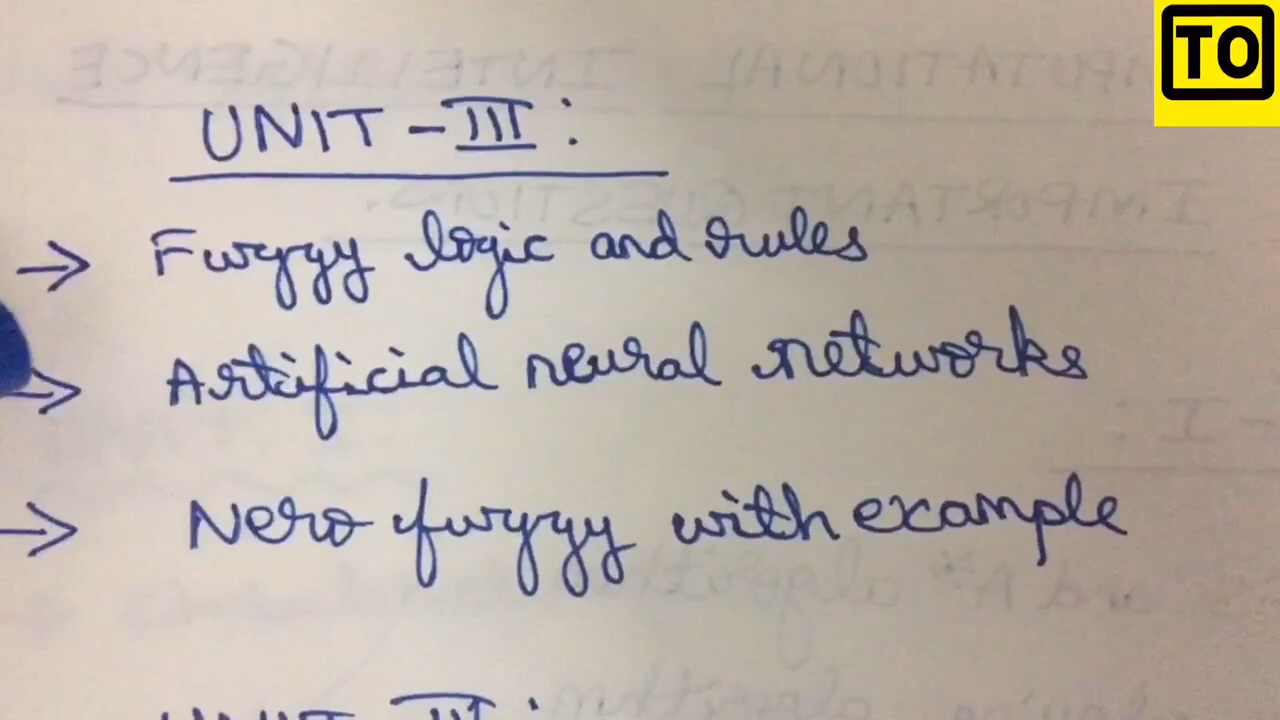 TO
UNIT - III :
→ Fuzzy logic and rules
→ Artificial neural networks
→ Nero fuzzy with example